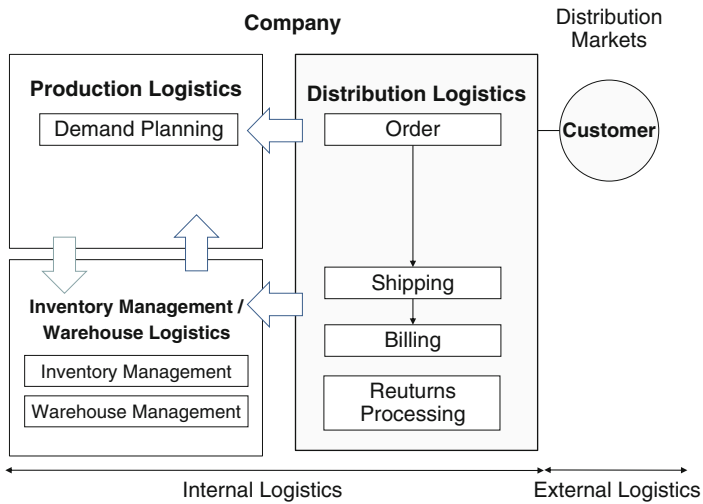 Company
Distribution
Markets
Production Logistics
Demand Planning
Distribution Logistics
Order
Customer
Shipping
Billing
Reuturns
Processing
Inventory Management /
Warehouse Logistics
Inventory Management
Warehouse Management
Internal Logistics
External Logistics